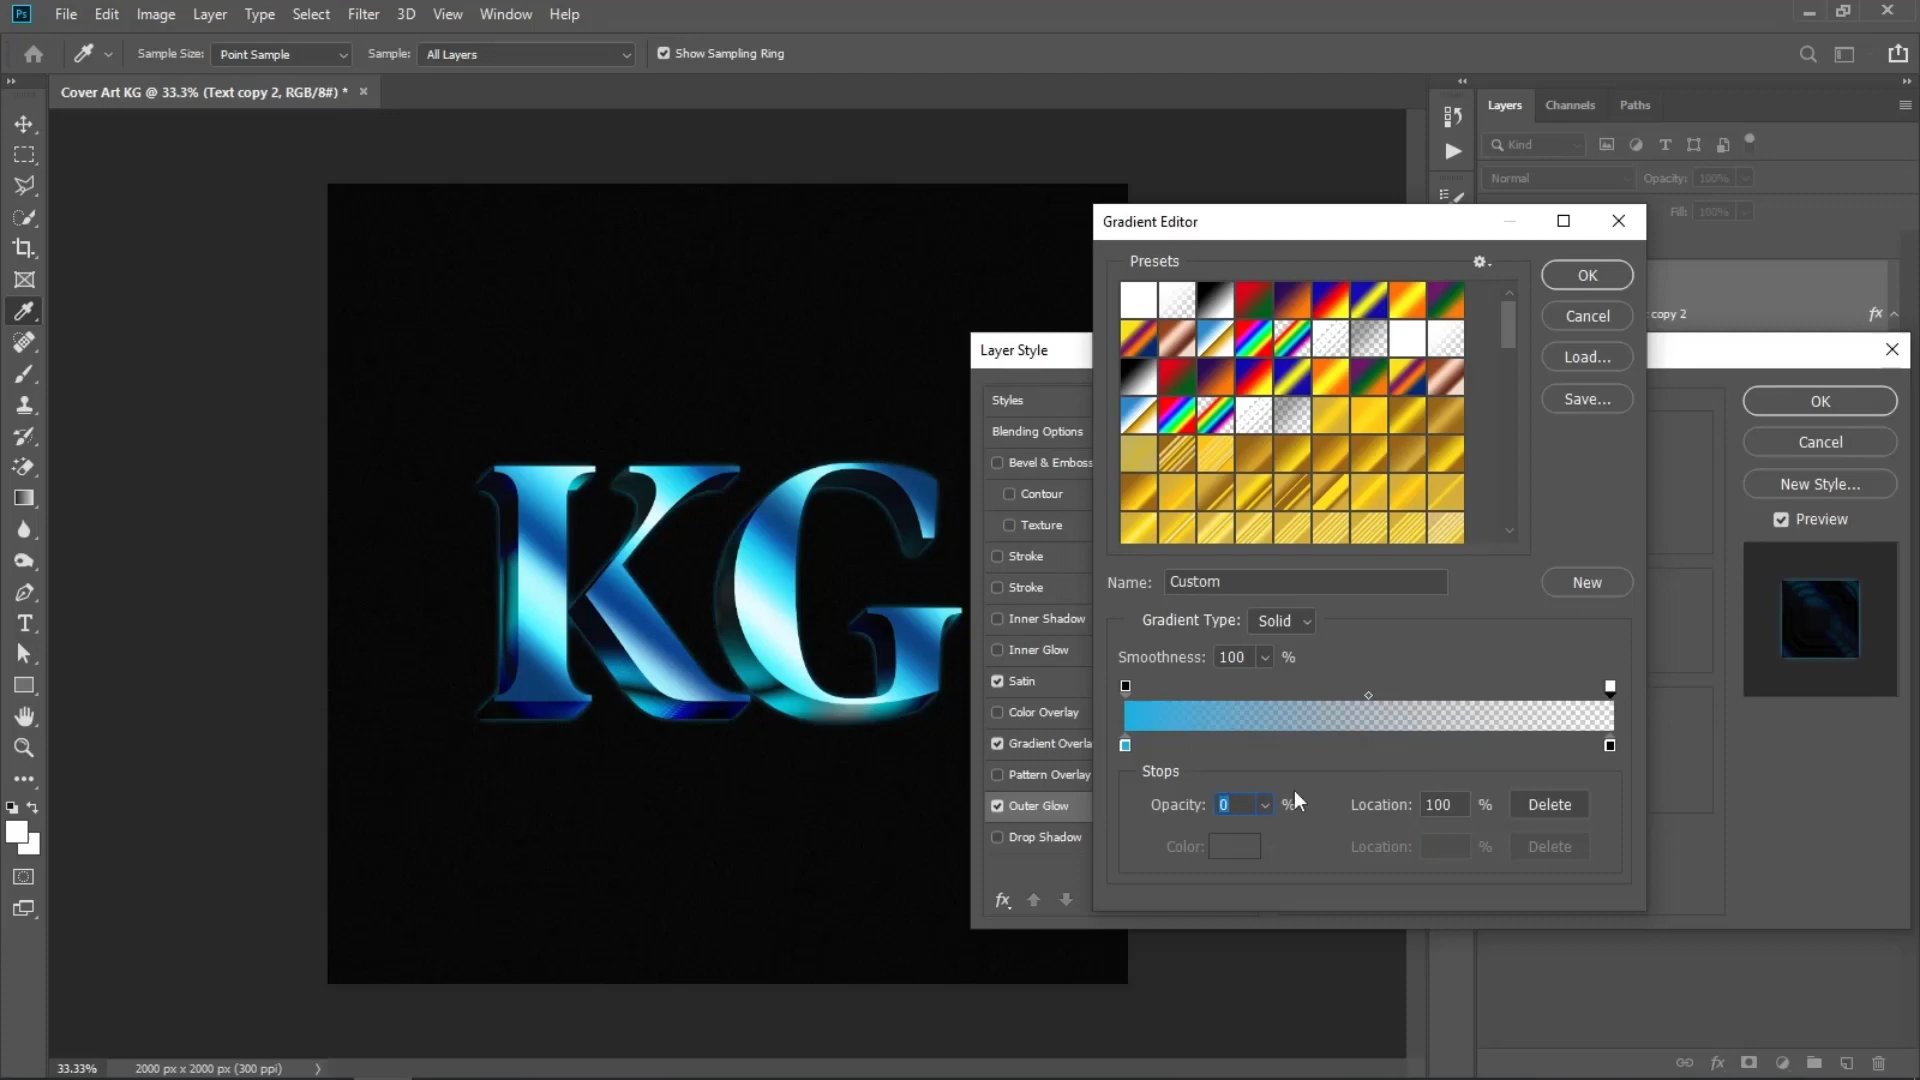 Ps File Edit Image Layer Type Select Filter 3D View Window Help
Sample Size: Point Sample Sample: All Layers Show Sampling Ring
Cover Art KG @ 33.3% (Text copy 2, RGB/8#) *
Layers Channels Paths
Kind
Normal Opacity: 100%
Fill: 100%
Gradient Editor
Presets
OK
Cancel
Load...
Save...
copy 2 fx
Layer Style
Styles
Blending Options
Bevel & Emboss
Contour
Texture
Stroke
Stroke
Inner Shadow
Inner Glow
Satin
Color Overlay
Gradient Overla
Pattern Overlay
Outer Glow
Drop Shadow
fx
Name: Custom New
Gradient Type: Solid
Smoothness: 100 %
Stops
Opacity: 0 % Location: 100 % Delete
Color: Location: % Delete
OK
Cancel
New Style...
Preview
KG
33.33% 2000 px x 2000 px (300 ppi)
fx